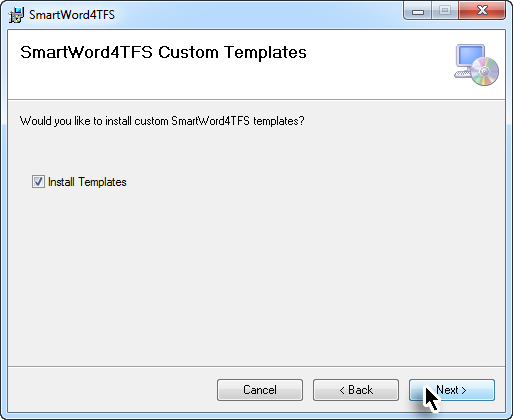 SmartWord4TFS
SmartWord4TFS Custom Templates
Would you like to install custom SmartWord4TFS templates?
Install Templates
Cancel
< Back
Next >